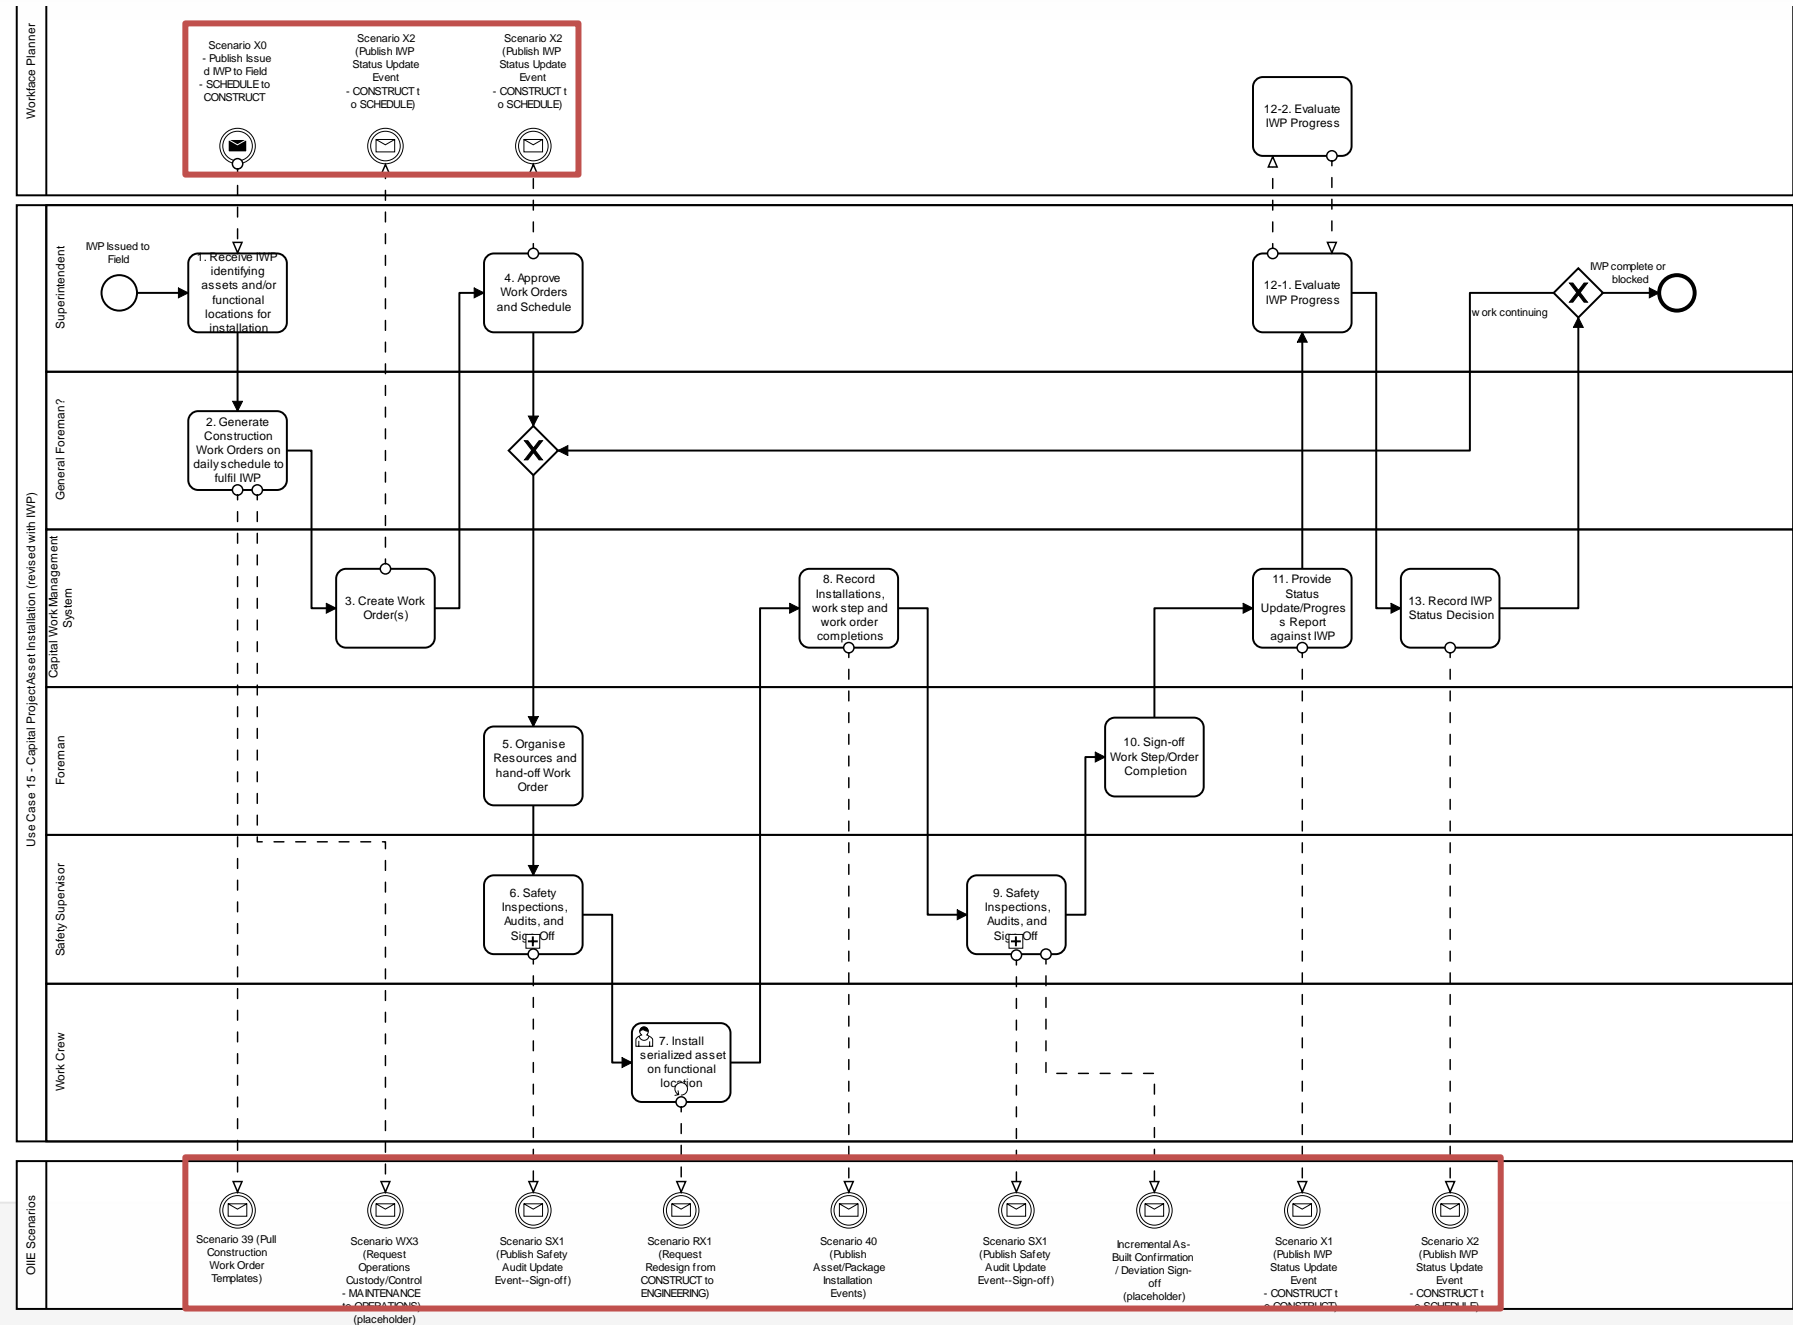 Workface Planner
Scenario X0
- Publish Issue
d IWP to Field
- SCHEDULE to
CONSTRUCT
Scenario X2
(Publish IWP
Status Update
Event
- CONSTRUCT t
o SCHEDULE)
Scenario X2
(Publish IWP
Status Update
Event
- CONSTRUCT t
o SCHEDULE)
12-2. Evaluate
IWP Progress
Use Case 15 - Capital ProjectAsset Installation (revised with IWP)
Superintendent
IWP Issued to
Field
1. Receive IWP
identifying
assets and/or
functional
locations for
installation
4. Approve
Work Orders
and Schedule
12-1. Evaluate
IWP Progress
work continuing
X
IWP complete or
blocked
General Foreman?
2. Generate
Construction
Work Orders on
daily schedule to
fulfil IWP
X
Capital Work Management
System
3. Create Work
Order(s)
8. Record
Installations,
work step and
work order
completions
11. Provide
Status
Update/Progres
s Report
against IWP
13. Record IWP
Status Decision
Foreman
5. Organise
Resources and
hand-off Work
Order
10. Sign-off
Work Step/Order
Completion
Safety Supervisor
6. Safety
Inspections,
Audits, and
Sign-Off
9. Safety
Inspections,
Audits, and
Sign-Off
Work Crew
7. Install
serialized asset
on functional
location
OIIE Scenarios
Scenario 39 (Pull
Construction
Work Order
Templates)
Scenario WX3
(Request
Operations
Custody/Control
- MAINTENANCE
to OPERATIONS)
(placeholder)
Scenario SX1
(Publish Safety
Audit Update
Event--Sign-off)
Scenario RX1
(Request
Redesign from
CONSTRUCT to
ENGINEERING)
Scenario 40
(Publish
Asset/Package
Installation
Events)
Scenario SX1
(Publish Safety
Audit Update
Event--Sign-off)
Incremental As-
Built Confirmation
/ Deviation Sign-
off
(placeholder)
Scenario X1
(Publish IWP
Status Update
Event
- CONSTRUCT t
o CONSTRUCT)
Scenario X2
(Publish IWP
Status Update
Event
- CONSTRUCT t
o SCHEDULE)